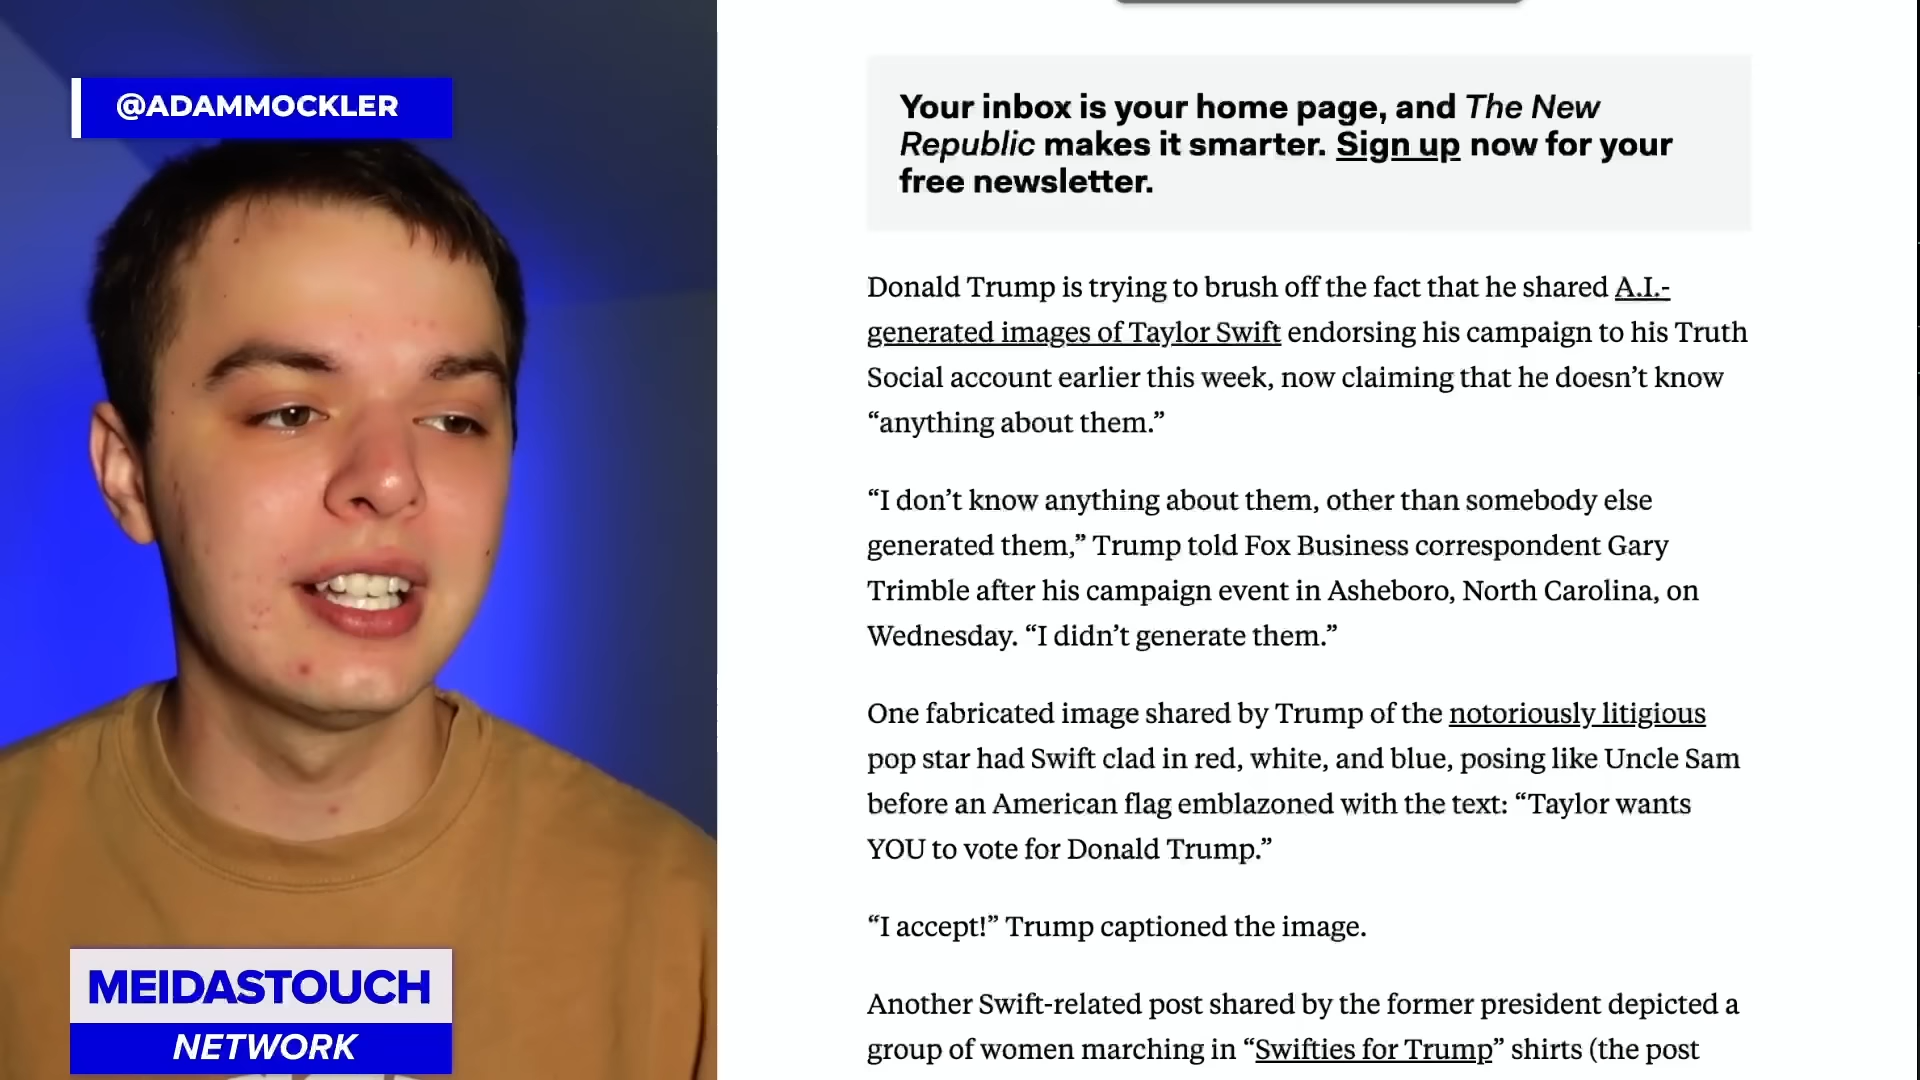 @ADAMMOCKLER
MEIDASTOUCH
NETWORK
Your inbox is your home page, and The New
Republic makes it smarter. Sign up now for your
free newsletter.
Donald Trump is trying to brush off the fact that he shared A.I.-
generated images of Taylor Swift endorsing his campaign to his Truth
Social account earlier this week, now claiming that he doesn’t know
“anything about them.”
“I don’t know anything about them, other than somebody else
generated them,” Trump told Fox Business correspondent Gary
Trimble after his campaign event in Asheboro, North Carolina, on
Wednesday. “I didn’t generate them.”
One fabricated image shared by Trump of the notoriously litigious
pop star had Swift clad in red, white, and blue, posing like Uncle Sam
before an American flag emblazoned with the text: “Taylor wants
YOU to vote for Donald Trump.”
“I accept!” Trump captioned the image.
Another Swift-related post shared by the former president depicted a
group of women marching in “Swifties for Trump” shirts (the post